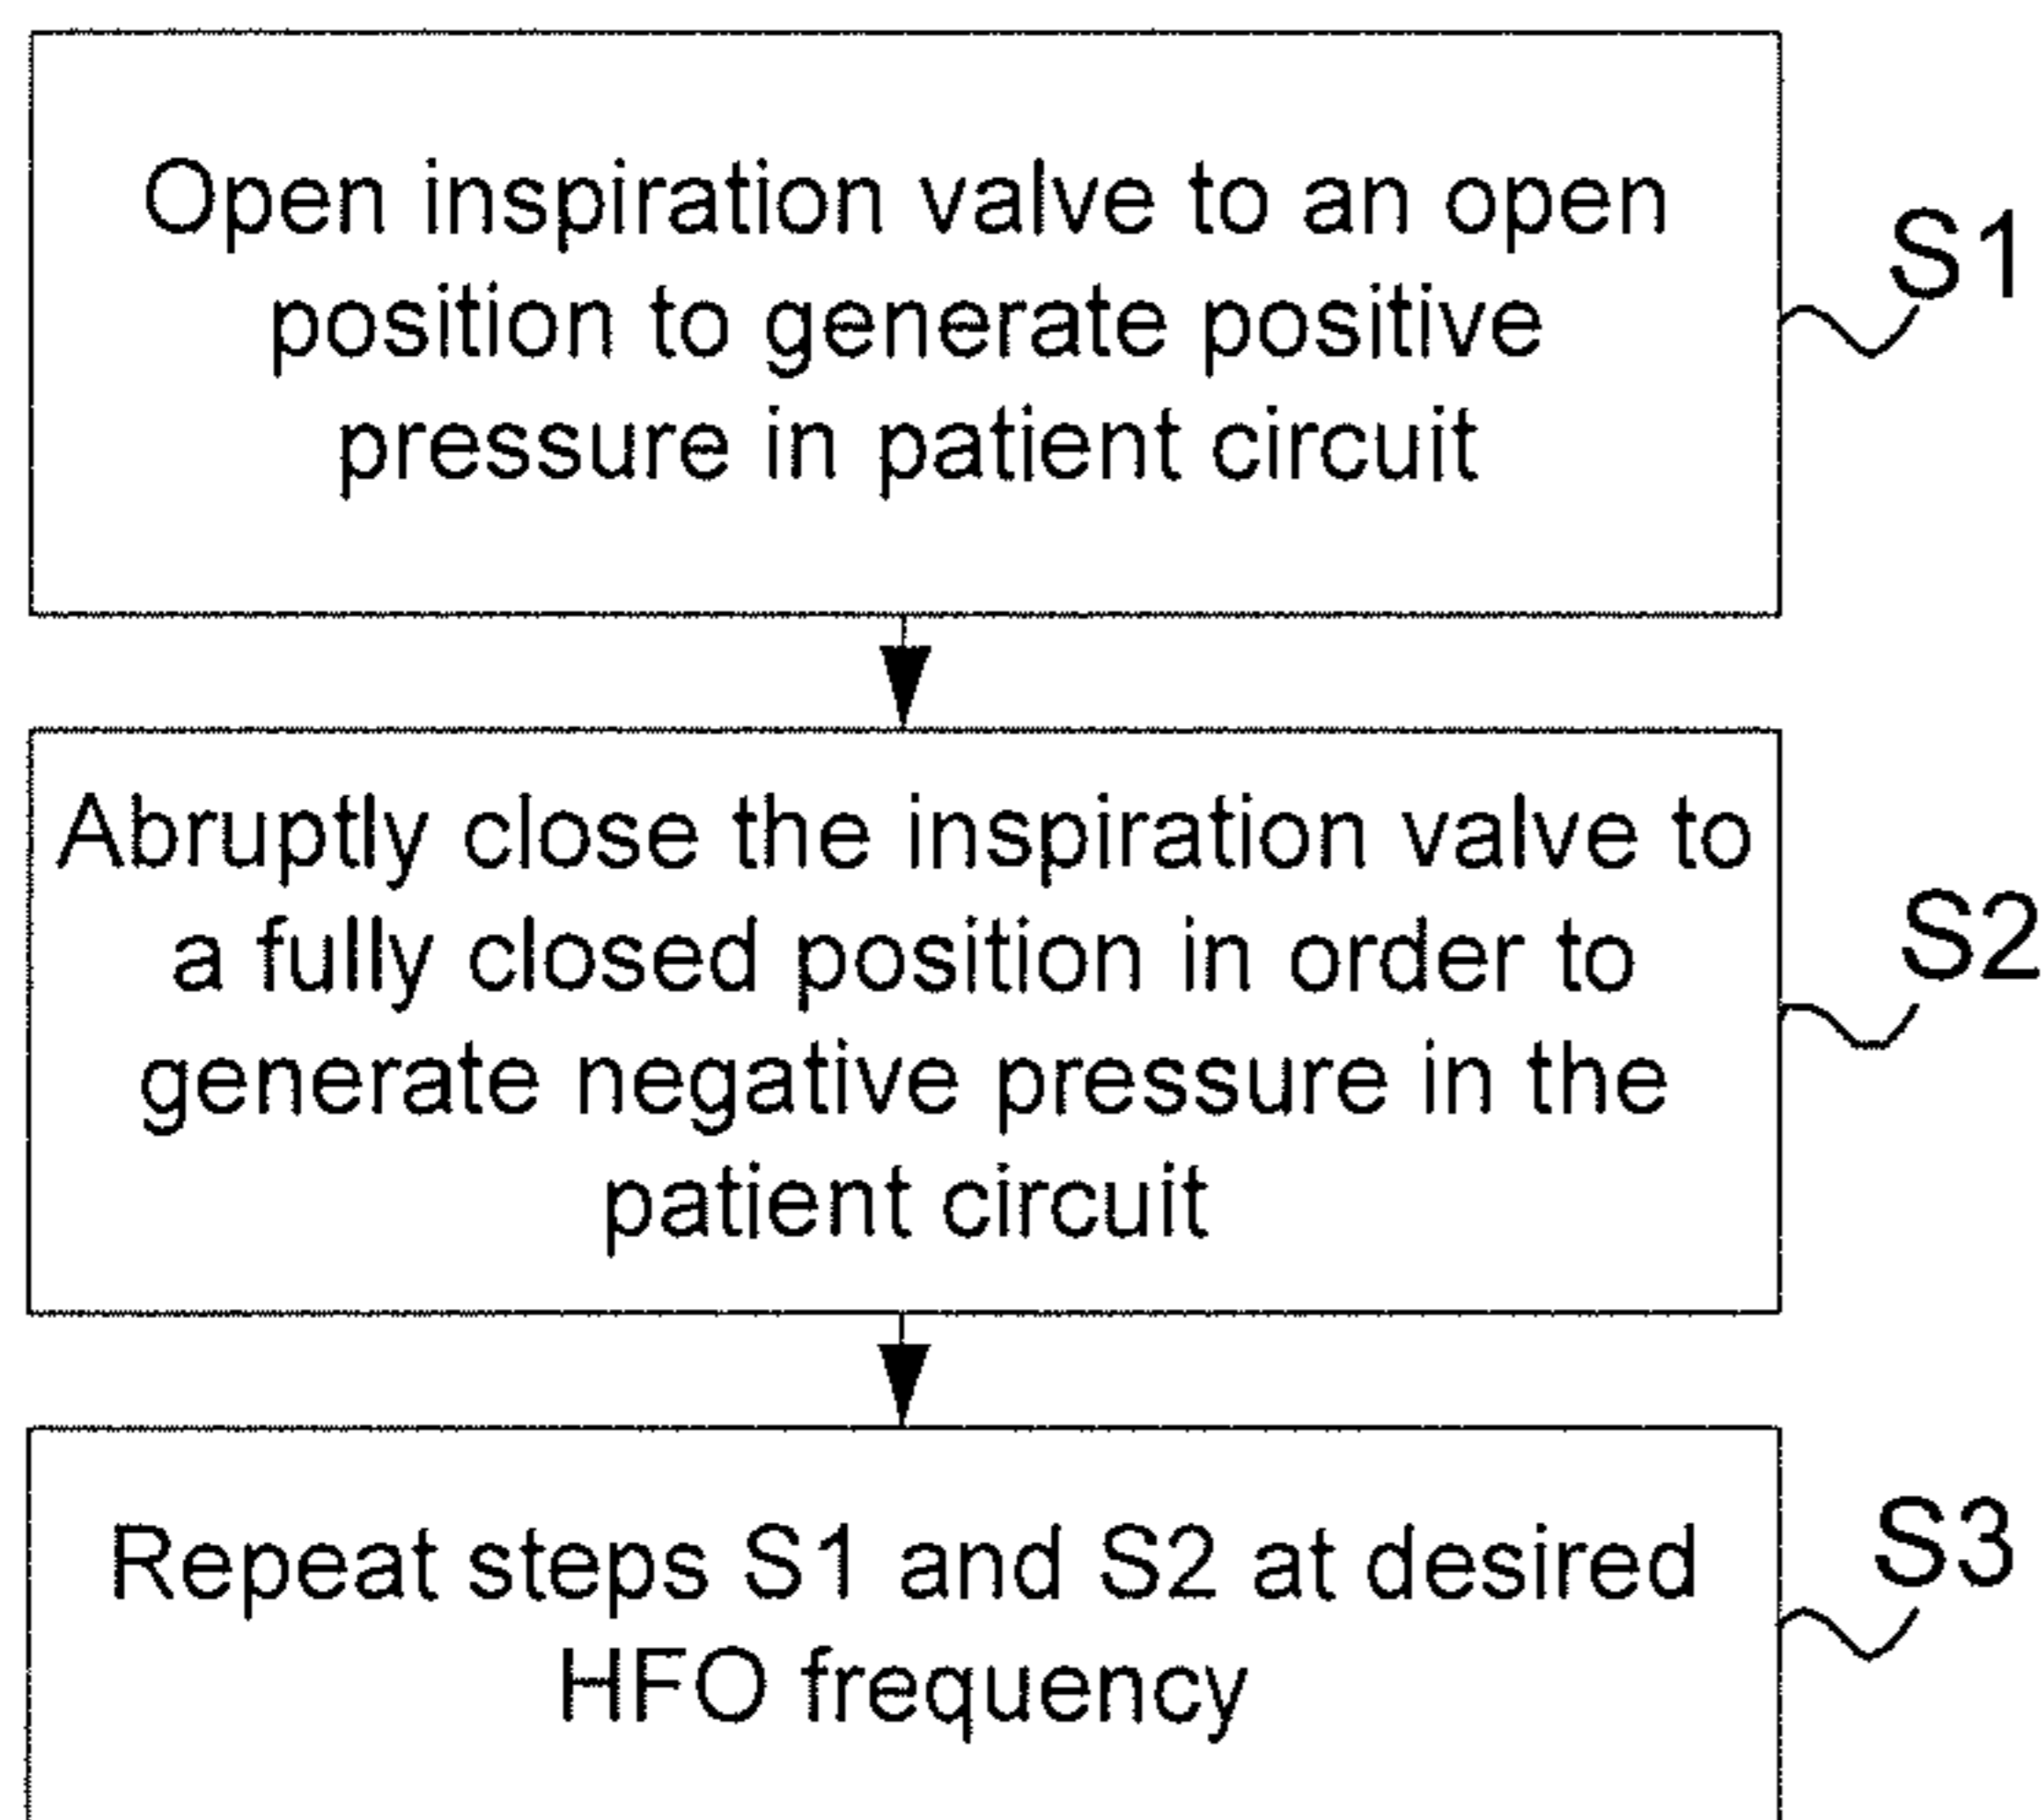 Open inspiration valve to an open
position to generate positive
pressure in patient circuit
S1
Abruptly close the inspiration valve to
a fully closed position in order to
generate negative pressure in the
patient circuit
S2
Repeat steps S1 and S2 at desired
HFO frequency
S3